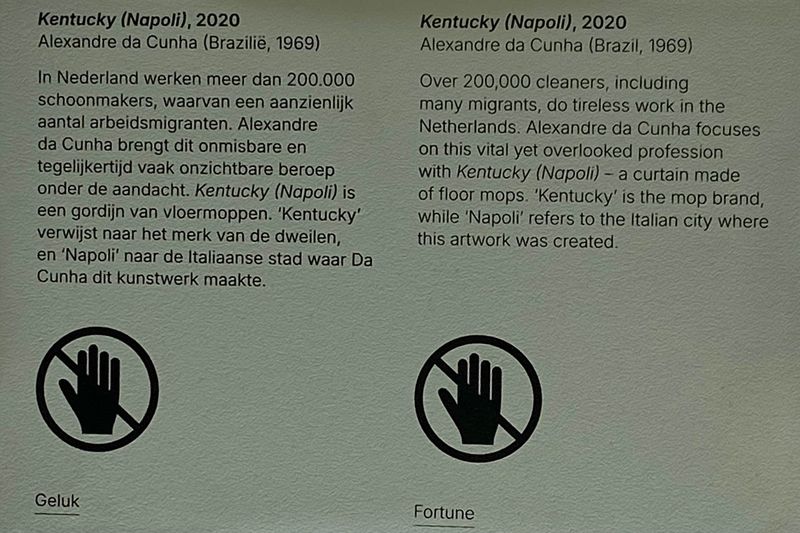 Kentucky (Napoli), 2020
Alexandre da Cunha (Brazilië, 1969)
In Nederland werken meer dan 200.000
schoonmakers, waarvan een aanzienlijk
aantal arbeidsmigranten. Alexandre
da Cunha brengt dit onmisbare en
tegelijkertijd vaak onzichtbare beroep
onder de aandacht. Kentucky (Napoli) is
een gordijn van vloermoppen. ‘Kentucky’
verwijst naar het merk van de dweilen,
en ‘Napoli’ naar de Italiaanse stad waar Da
Cunha dit kunstwerk maakte.
Geluk
Kentucky (Napoli), 2020
Alexandre da Cunha (Brazil, 1969)
Over 200,000 cleaners, including
many migrants, do tireless work in the
Netherlands. Alexandre da Cunha focuses
on this vital yet overlooked profession
with Kentucky (Napoli) – a curtain made
of floor mops. ‘Kentucky’ is the mop brand,
while ‘Napoli’ refers to the Italian city where
this artwork was created.
Fortune